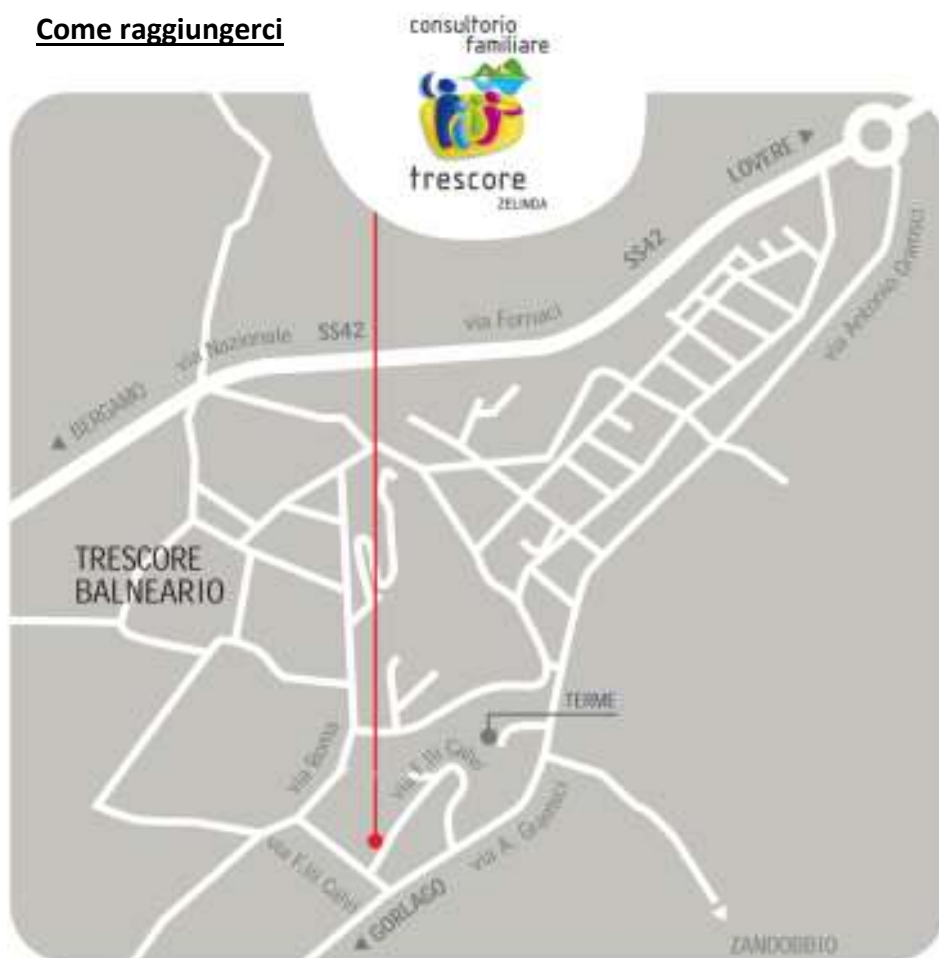 Come raggiungerci
consultorio
familiare
trescore
ZELINDA
LOVERE
SS42
via Antonio Gramsci
via Fornaci
SS42
via Nazionale
BERGAMO
TRESCORE
BALNEARIO
TERME
via F.lli Calvi
via Roma
via A. Gramsci
via F.lli Calvi
GORLAGO
ZANDOBBIO